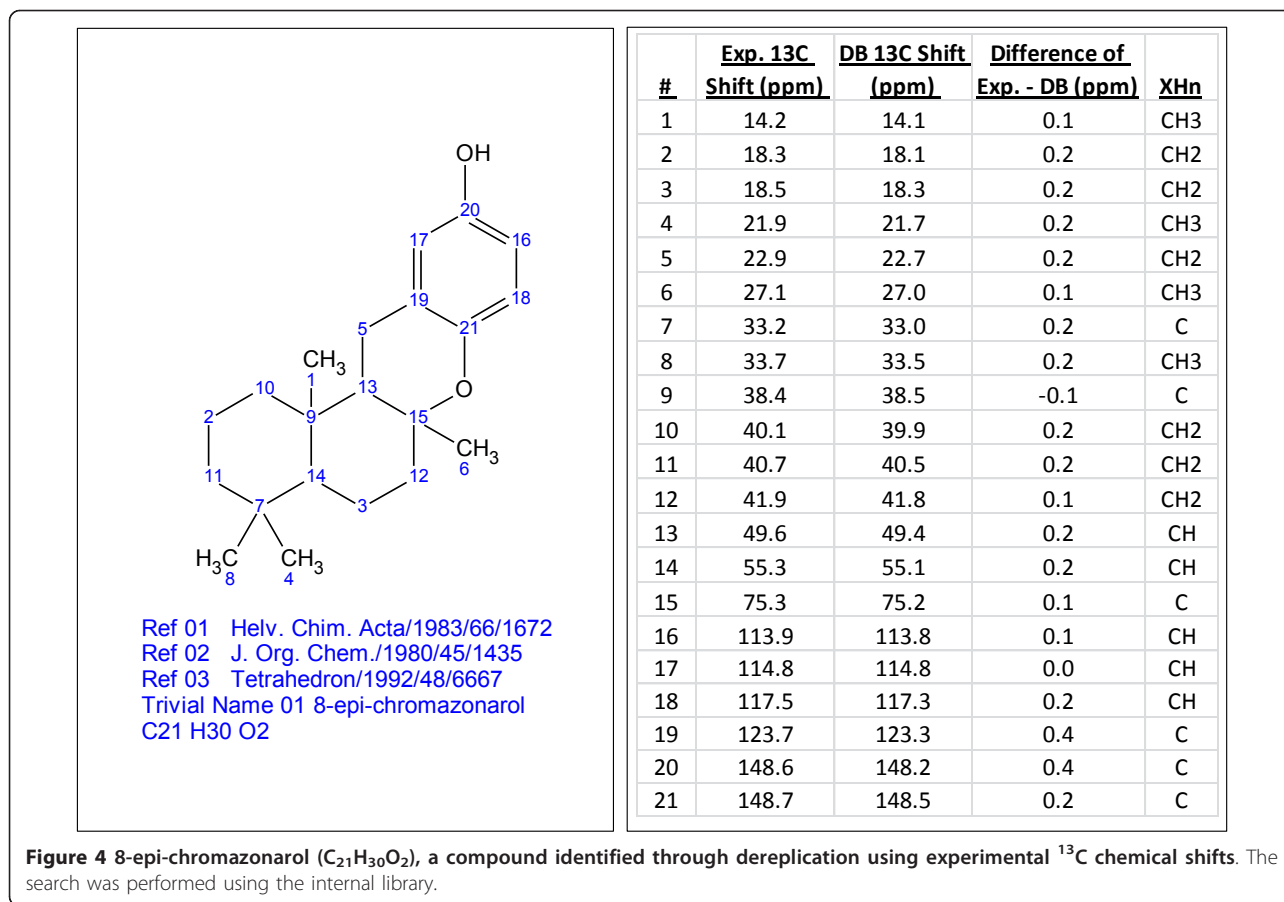 OH
20
17
16
19
18
5
21
CH3
1
10
13
O
2
9
15
CH3
6
11
14
12
7
3
H3C
CH3
8
4
Ref 01 Helv. Chim. Acta/1983/66/1672
Ref 02 J. Org. Chem./1980/45/1435
Ref 03 Tetrahedron/1992/48/6667
Trivial Name 01 8-epi-chromazonarol
C21 H30 O2
Exp. 13C DB 13C Shift Difference of
# Shift (ppm) (ppm) Exp. - DB (ppm) XHn
1 14.2 14.1 0.1 CH3
2 18.3 18.1 0.2 CH2
3 18.5 18.3 0.2 CH2
4 21.9 21.7 0.2 CH3
5 22.9 22.7 0.2 CH2
6 27.1 27.0 0.1 CH3
7 33.2 33.0 0.2 C
8 33.7 33.5 0.2 CH3
9 38.4 38.5 -0.1 C
10 40.1 39.9 0.2 CH2
11 40.7 40.5 0.2 CH2
12 41.9 41.8 0.1 CH2
13 49.6 49.4 0.2 CH
14 55.3 55.1 0.2 CH
15 75.3 75.2 0.1 C
16 113.9 113.8 0.1 CH
17 114.8 114.8 0.0 CH
18 117.5 117.3 0.2 CH
19 123.7 123.3 0.4 C
20 148.6 148.2 0.4 C
21 148.7 148.5 0.2 C
Figure 4 8-epi-chromazonarol (C₂₁H₃₀O₂), a compound identified through dereplication using experimental ¹³C chemical shifts. The
search was performed using the internal library.